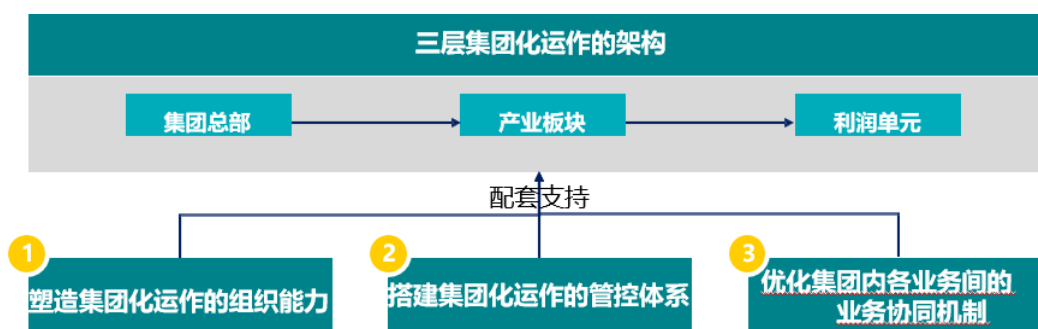 三层集团化运作的架构
集团总部
产业板块
利润单元
配套支持
1
塑造集团化运作的组织能力
2
搭建集团化运作的管控体系
3
优化集团内各业务间的
业务协同机制